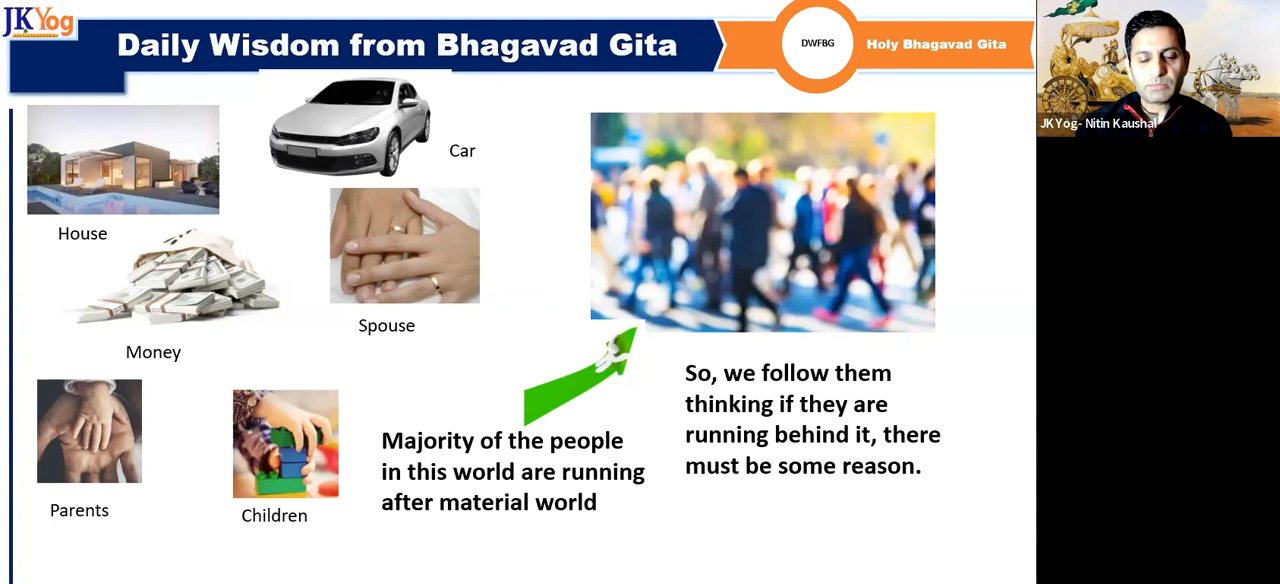 JKYog
Daily Wisdom from Bhagavad Gita
DWFBG
Holy Bhagavad Gita
JKYog- Nitin Kaushal
Car
House
Spouse
Money
Parents
Children
Majority of the people
in this world are running
after material world
So, we follow them
thinking if they are
running behind it, there
must be some reason.